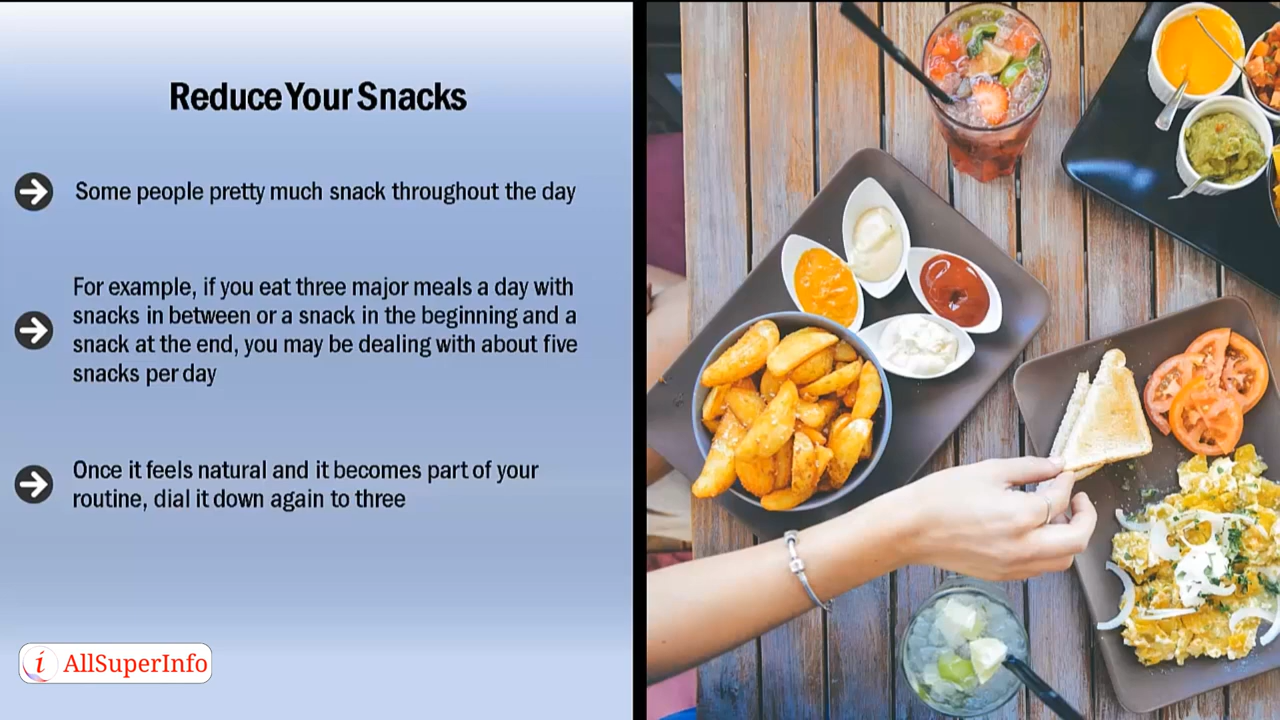 Reduce Your Snacks
Some people pretty much snack throughout the day
For example, if you eat three major meals a day with
snacks in between or a snack in the beginning and a
snack at the end, you may be dealing with about five
snacks per day
Once it feels natural and it becomes part of your
routine, dial it down again to three
i AllSuperInfo